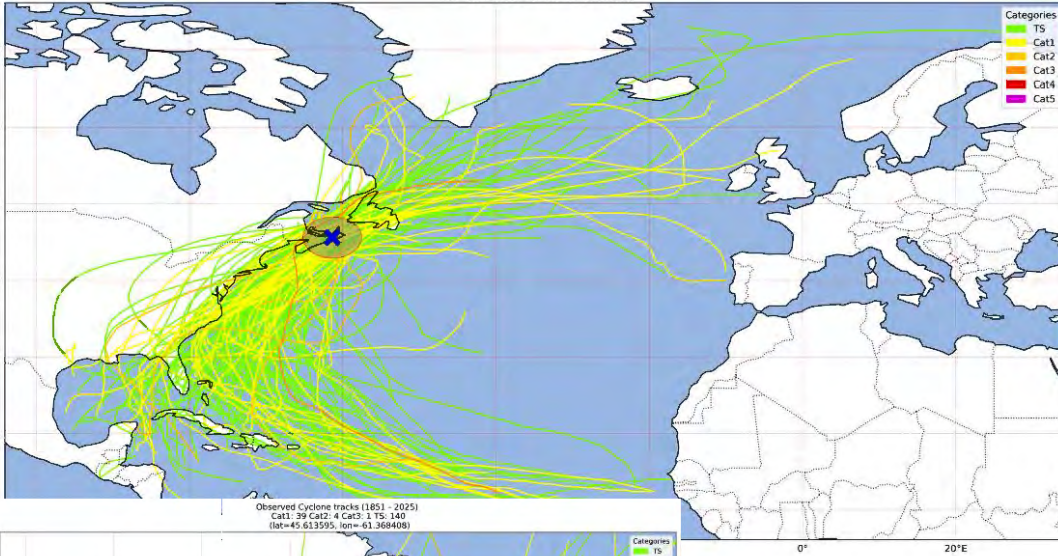 Categories
TS
Cat1
Cat2
Cat3
Cat4
Cat5
Observed Cyclone tracks (1851 - 2025)
Cat1: 39 Cat2: 4 Cat3: 1 TS: 140
(lat=45.613595, lon=-61.368408)
0°
20°E
Categories
TS